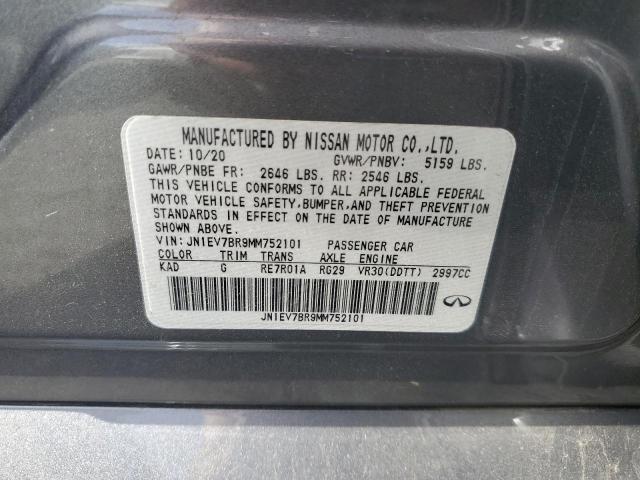 MANUFACTURED BY NISSAN MOTOR CO.,LTD.
DATE: 10/20 GVWR/PNBV: 5159 LBS.
GAWR/PNBE FR: 2646 LBS. RR: 2546 LBS.
THIS VEHICLE CONFORMS TO ALL APPLICABLE FEDERAL
MOTOR VEHICLE SAFETY, BUMPER, AND THEFT PREVENTION
STANDARDS IN EFFECT ON THE DATE OF MANUFACTURE
SHOWN ABOVE.
VIN: JN1EV7BR9MM752101 PASSENGER CAR
COLOR TRIM TRANS AXLE ENGINE
KAD G RE7R01A RG29 VR30(DDTT) 2997CC
JN1EV7BR9MM752101